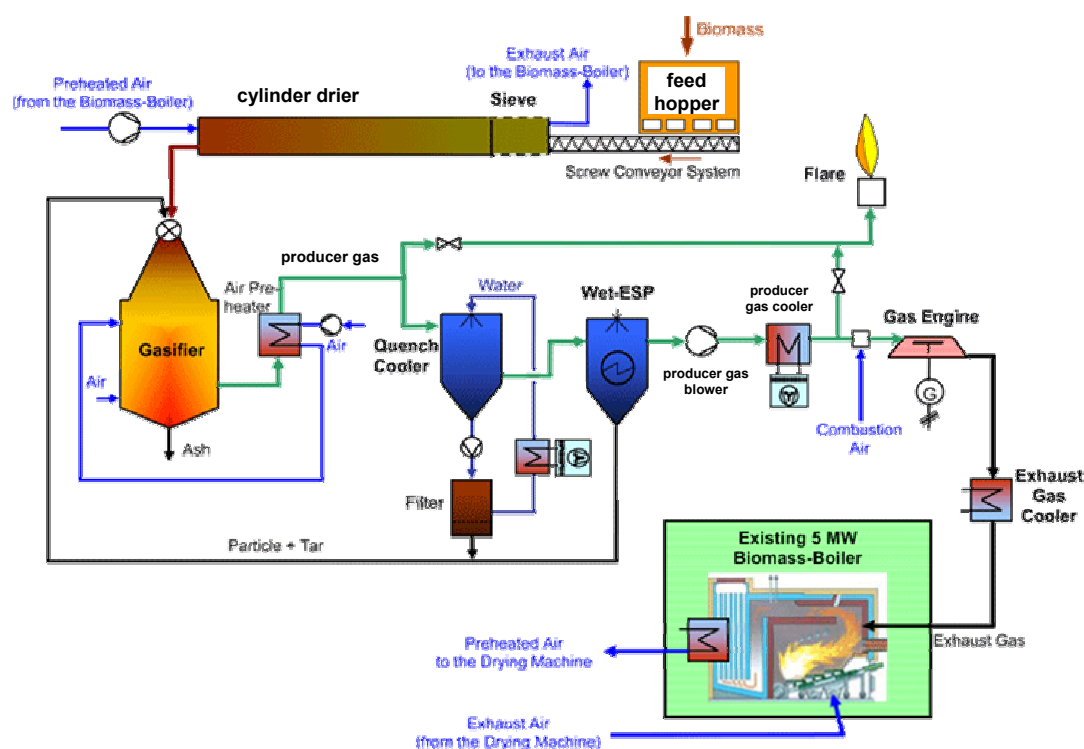 Biomass
Exhaust Air
(to the Biomass-Boiler)
feed
hopper
Preheated Air
(from the Biomass-Boiler)
cylinder drier
Sieve
Screw Conveyor System
Flare
producer gas
Air Pre-
heater
Water
Wet-ESP
producer
gas cooler
Gas Engine
Gasifier
Air
Quench
Cooler
producer gas
blower
G
Air
Combustion
Air
Ash
Filter
Exhaust
Gas
Cooler
Particle + Tar
Existing 5 MW
Biomass-Boiler
Preheated Air
to the Drying Machine
Exhaust Gas
Exhaust Air
(from the Drying Machine)